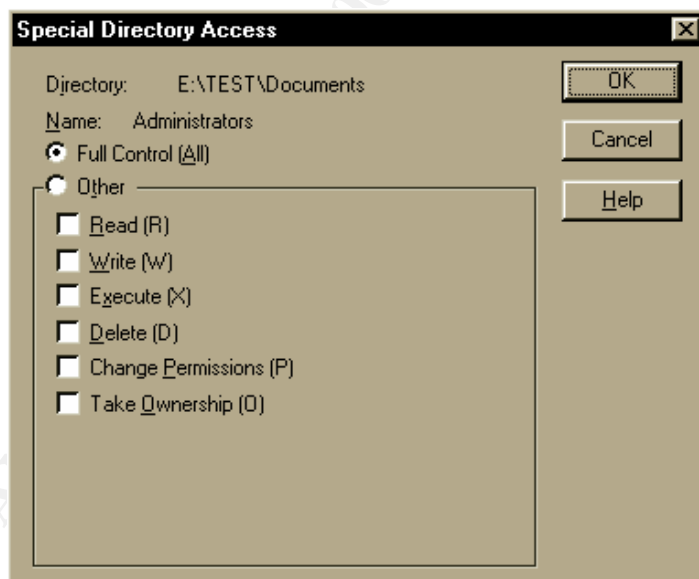 Special Directory Access
Directory: E:\TEST\Documents
OK
Name: Administrators
Cancel
Full Control (All)
Other
Help
Read (R)
Write (W)
Execute (X)
Delete (D)
Change Permissions (P)
Take Ownership (O)